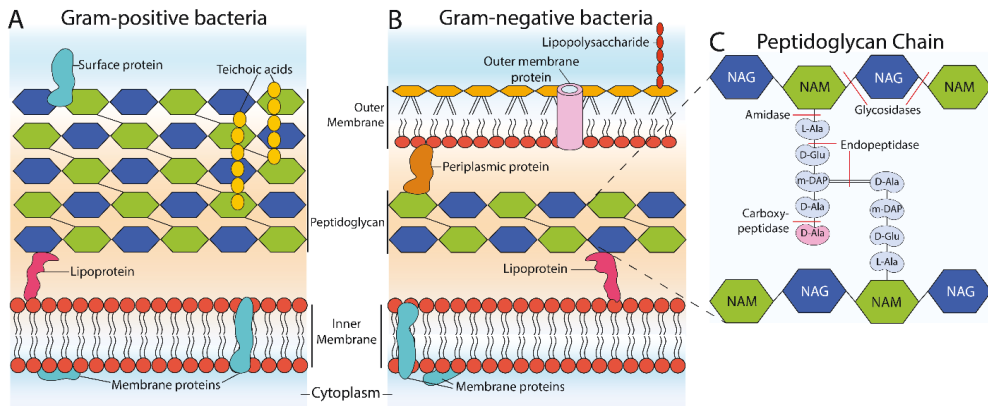 A
Gram-positive bacteria
Surface protein
Teichoic acids
Lipoprotein
Membrane proteins
Outer
Membrane
Peptidoglycan
Inner
Membrane
Cytoplasm
B
Gram-negative bacteria
Lipopolysaccharide
Outer membrane
protein
Periplasmic protein
Lipoprotein
Membrane proteins
C
Peptidoglycan Chain
NAG
NAM
NAG
NAM
Amidase
Glycosidases
L-Ala
Endopeptidase
D-Glu
m-DAP
D-Ala
D-Ala
m-DAP
Carboxy-
peptidase
D-Ala
D-Glu
L-Ala
NAM
NAG
NAM
NAG